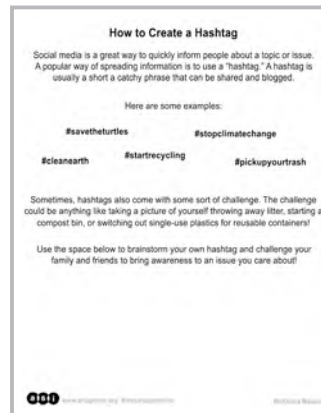 How to Create a Hashtag
Social media is a great way to quickly inform people about a topic or issue.
A popular way of spreading information is to use a "hashtag." A hashtag is
usually a short a catchy phrase that can be shared and blogged.
Here are some examples:
#savetheturtles #stopclimatechange
#cleanearth #startrecycling #pickupyourtrash
Sometimes, hashtags also come with some sort of challenge. The challenge
could be anything like taking a picture of yourself throwing away litter, starting a
compost bin, or switching out single-use plastics for reusable containers!
Use the space below to brainstorm your own hashtag and challenge your
family and friends to bring awareness to an issue you care about!